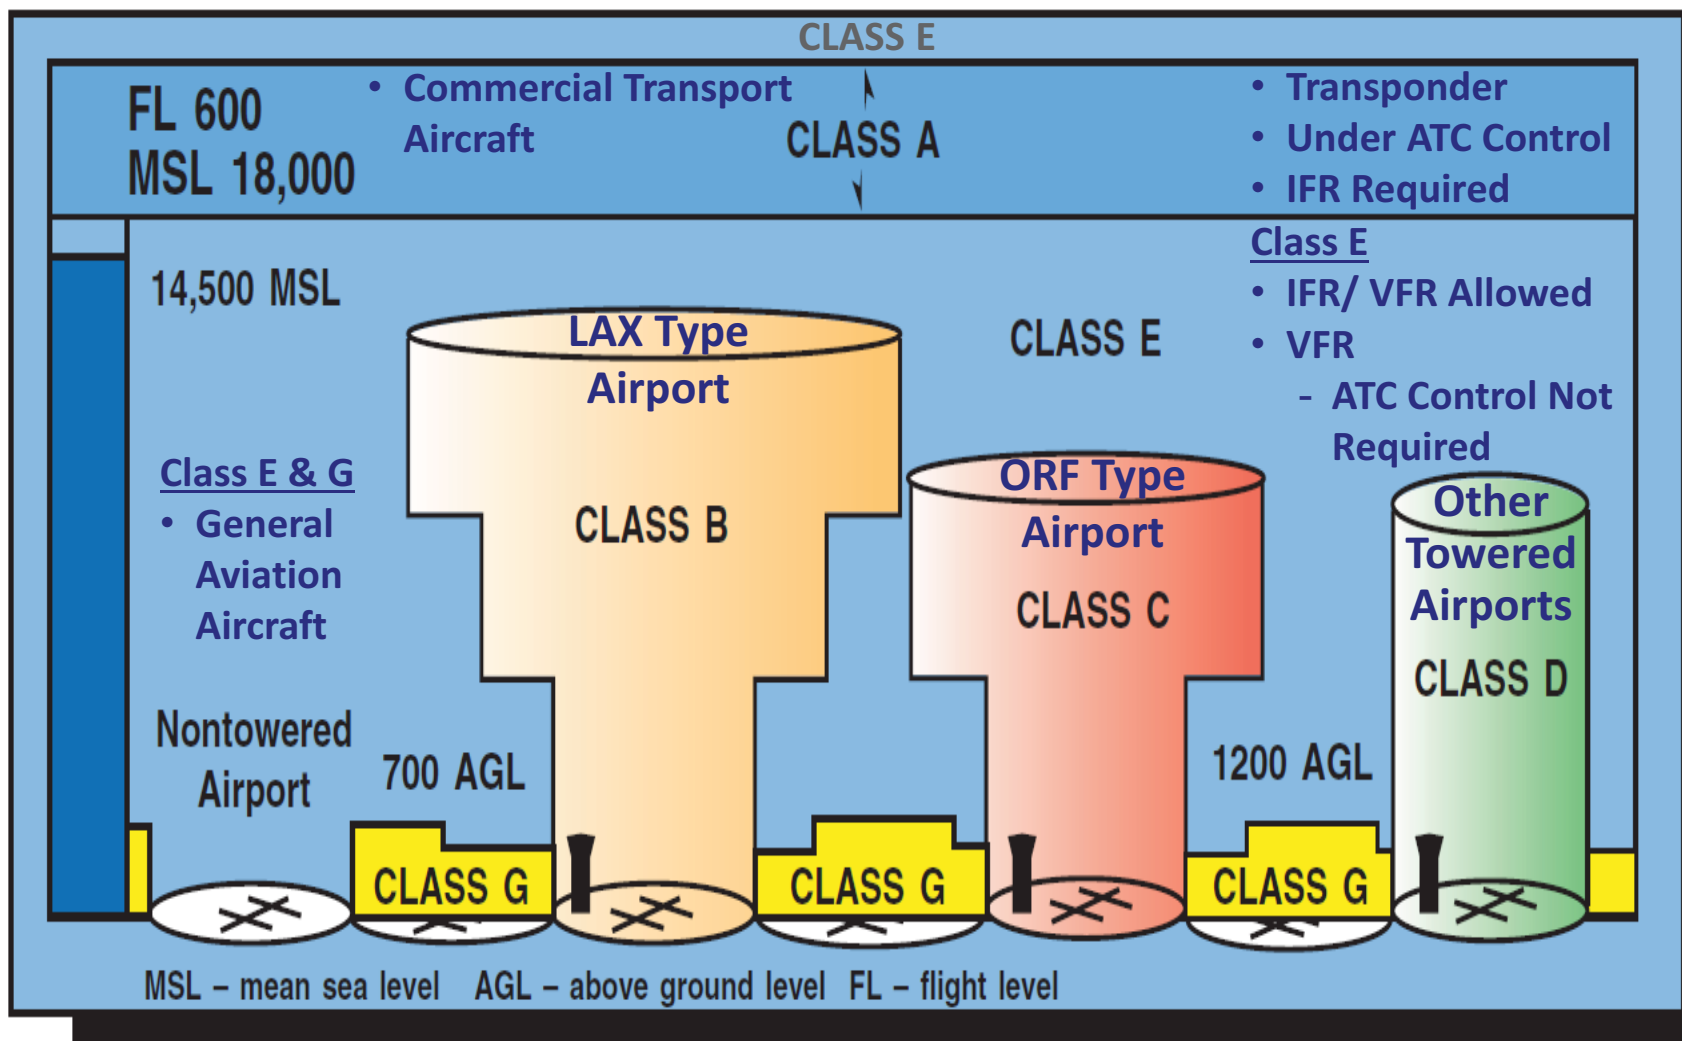 CLASS E
FL 600
MSL 18,000
• Commercial Transport
Aircraft
CLASS A
• Transponder
• Under ATC Control
• IFR Required
14,500 MSL
Class E
• IFR/ VFR Allowed
• VFR
- ATC Control Not
Required
LAX Type
Airport
CLASS B
CLASS E
Class E & G
• General
Aviation
Aircraft
ORF Type
Airport
CLASS C
Other
Towered
Airports
CLASS D
Nontowered
Airport
700 AGL
1200 AGL
CLASS G
CLASS G
CLASS G
MSL – mean sea level AGL – above ground level FL – flight level